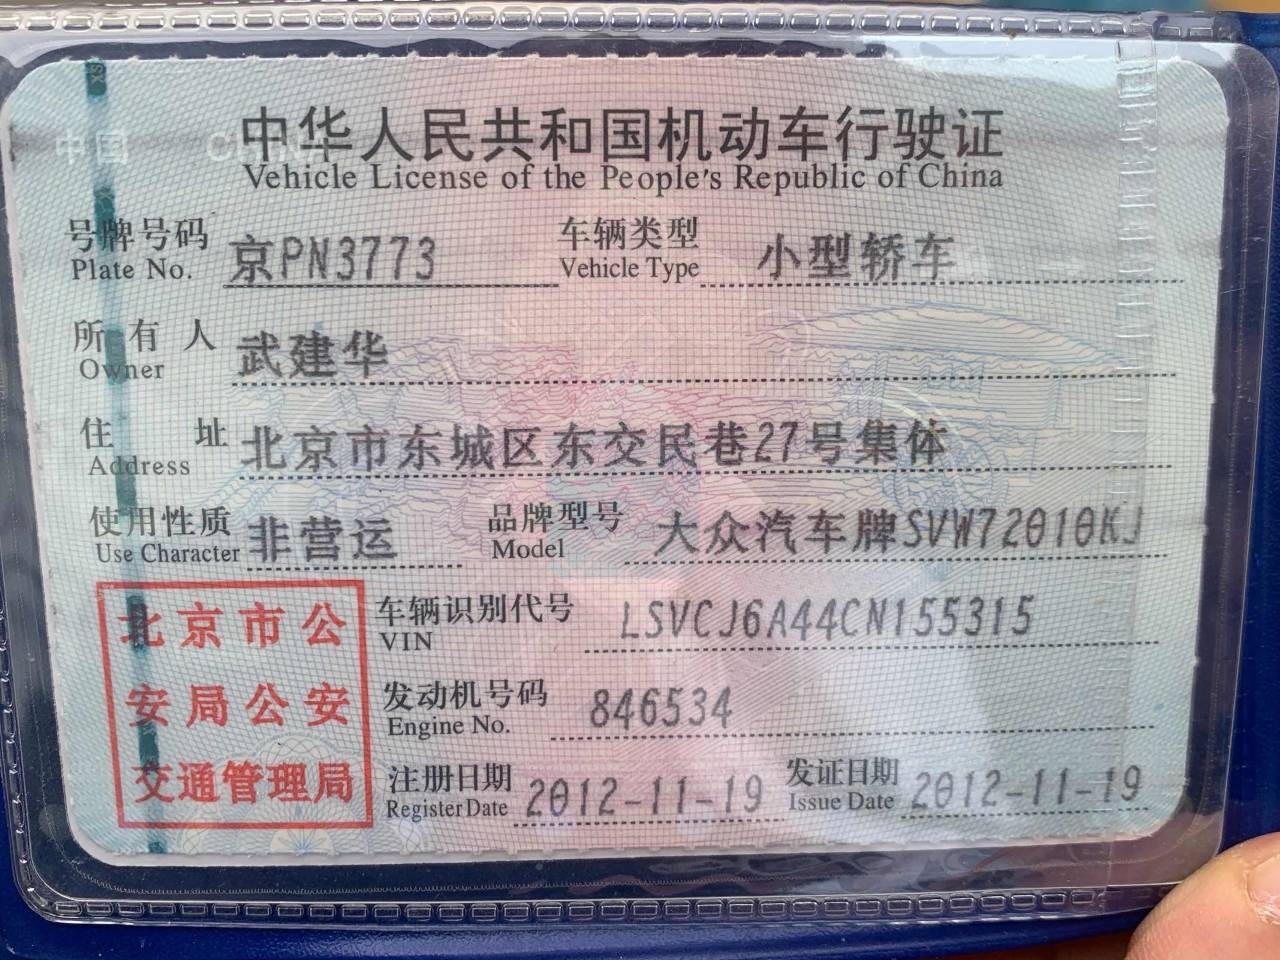 中国 CHINA
中华人民共和国机动车行驶证
Vehicle License of the People's Republic of China
号牌号码 京PN3773 车辆类型 小型轿车
Plate No. Vehicle Type
所有人 武建华
Owner
住址 北京市东城区东交民巷27号集体
Address
使用性质 非营运 品牌型号 大众汽车牌SVW72010KJ
Use Character Model
北京市公
安局公安
交通管理局
车辆识别代号 LSVCJ6A44CN155315
VIN
发动机号码 846534
Engine No.
注册日期 2012-11-19 发证日期 2012-11-19
Register Date Issue Date